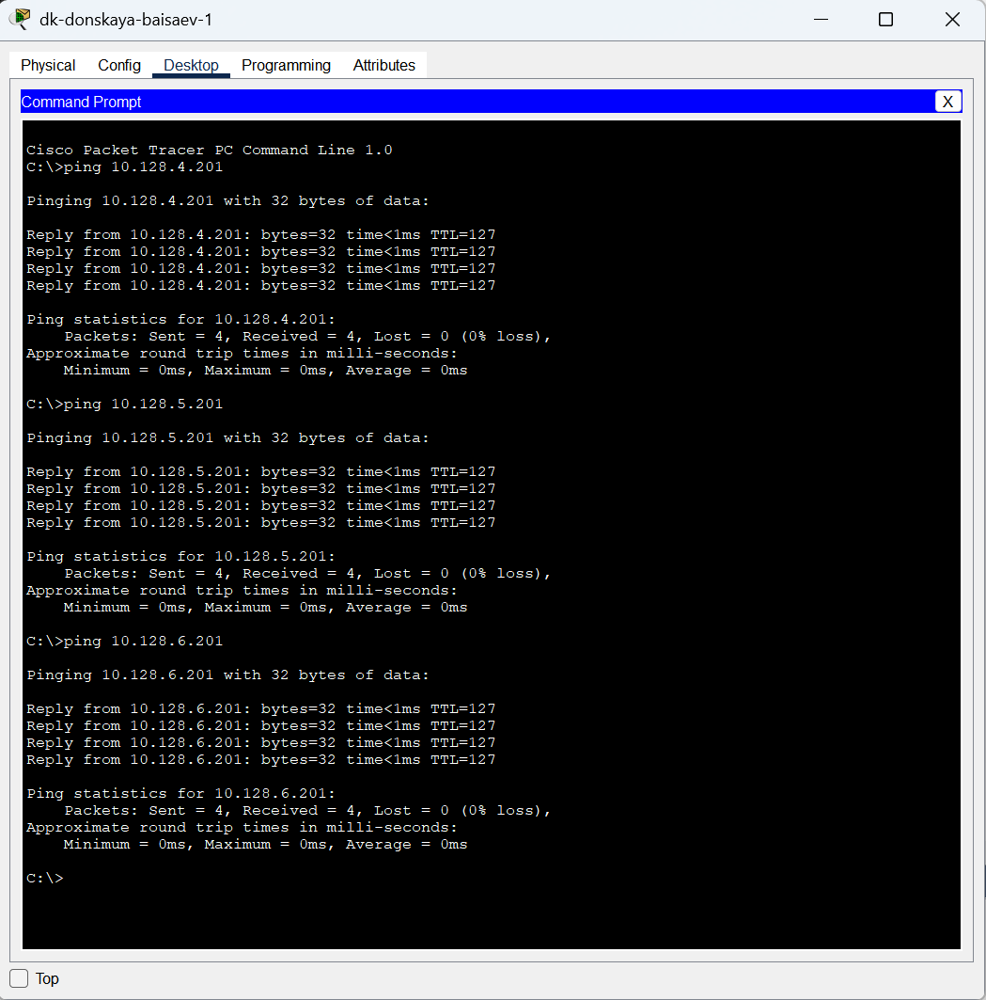 dk-donskaya-baisaev-1
Physical Config Desktop Programming Attributes
Command Prompt X
Cisco Packet Tracer PC Command Line 1.0
C:\>ping 10.128.4.201
Pinging 10.128.4.201 with 32 bytes of data:
Reply from 10.128.4.201: bytes=32 time<1ms TTL=127
Reply from 10.128.4.201: bytes=32 time<1ms TTL=127
Reply from 10.128.4.201: bytes=32 time<1ms TTL=127
Reply from 10.128.4.201: bytes=32 time<1ms TTL=127
Ping statistics for 10.128.4.201:
    Packets: Sent = 4, Received = 4, Lost = 0 (0% loss),
Approximate round trip times in milli-seconds:
    Minimum = 0ms, Maximum = 0ms, Average = 0ms
C:\>ping 10.128.5.201
Pinging 10.128.5.201 with 32 bytes of data:
Reply from 10.128.5.201: bytes=32 time<1ms TTL=127
Reply from 10.128.5.201: bytes=32 time<1ms TTL=127
Reply from 10.128.5.201: bytes=32 time<1ms TTL=127
Reply from 10.128.5.201: bytes=32 time<1ms TTL=127
Ping statistics for 10.128.5.201:
    Packets: Sent = 4, Received = 4, Lost = 0 (0% loss),
Approximate round trip times in milli-seconds:
    Minimum = 0ms, Maximum = 0ms, Average = 0ms
C:\>ping 10.128.6.201
Pinging 10.128.6.201 with 32 bytes of data:
Reply from 10.128.6.201: bytes=32 time<1ms TTL=127
Reply from 10.128.6.201: bytes=32 time<1ms TTL=127
Reply from 10.128.6.201: bytes=32 time<1ms TTL=127
Reply from 10.128.6.201: bytes=32 time<1ms TTL=127
Ping statistics for 10.128.6.201:
    Packets: Sent = 4, Received = 4, Lost = 0 (0% loss),
Approximate round trip times in milli-seconds:
    Minimum = 0ms, Maximum = 0ms, Average = 0ms
C:\>
Top